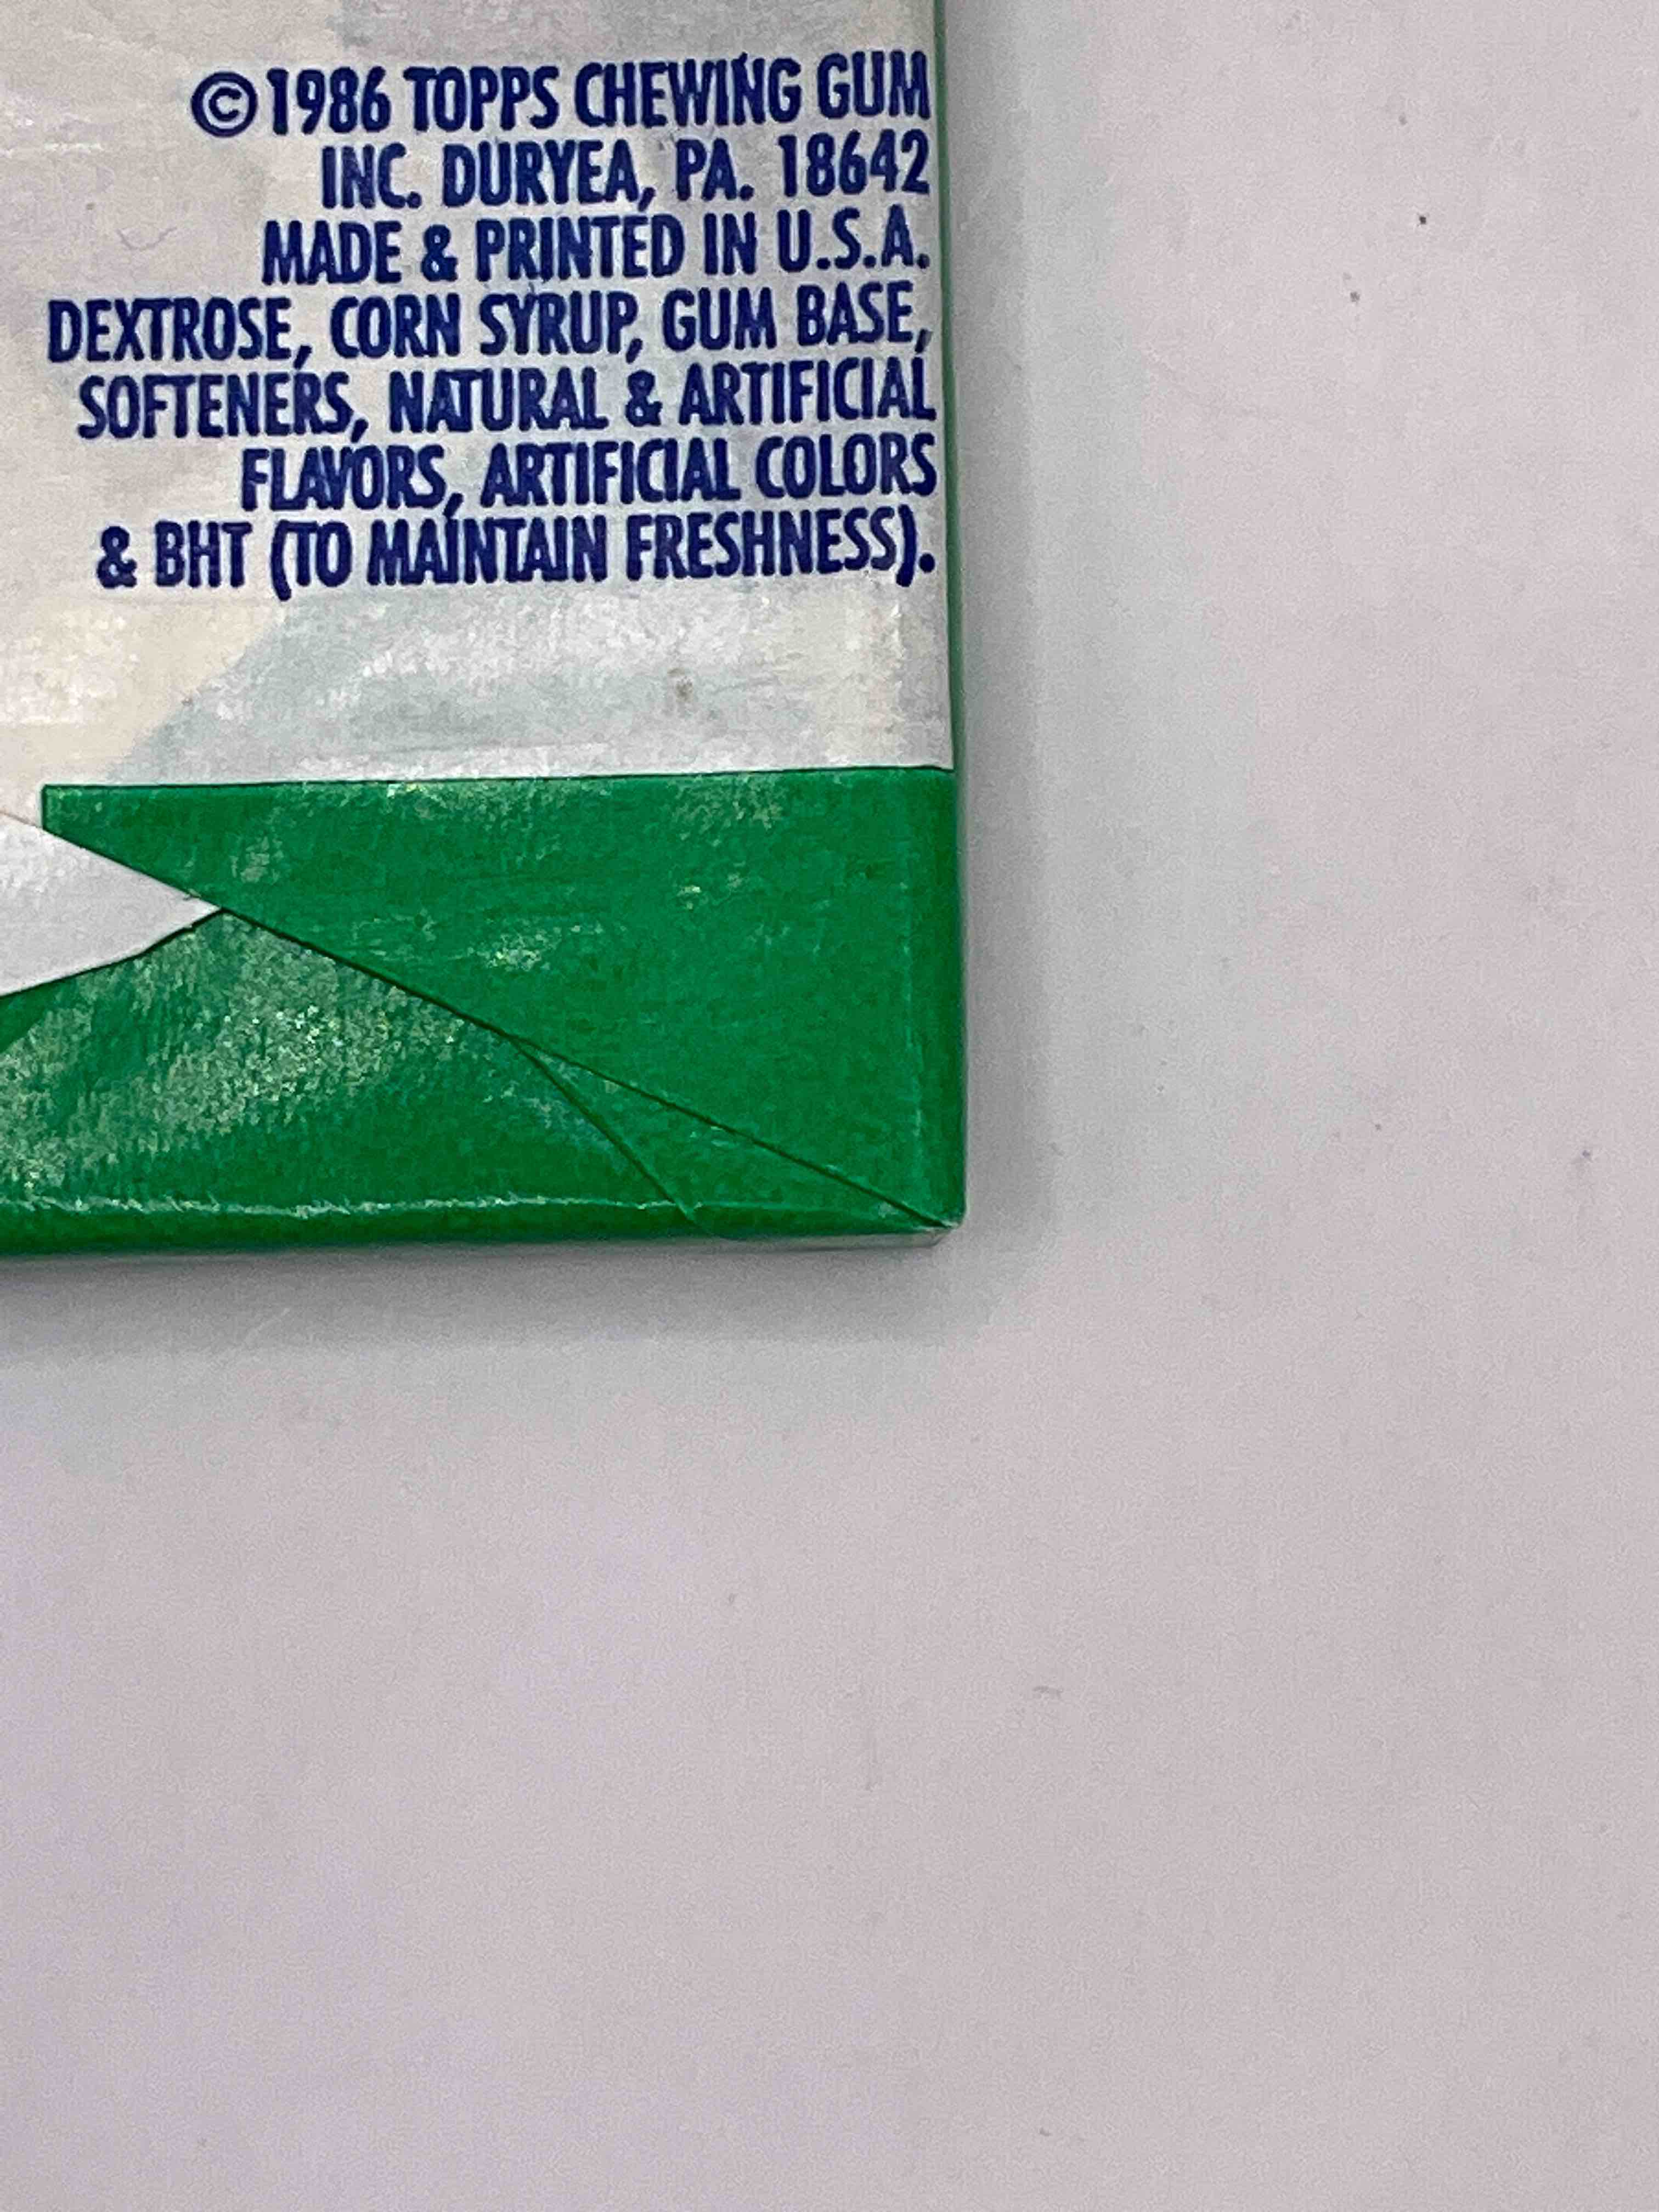 ©1986 TOPPS CHEWING GUM
INC. DURYEA, PA. 18642
MADE & PRINTED IN U.S.A.
DEXTROSE, CORN SYRUP, GUM BASE,
SOFTENERS, NATURAL & ARTIFICIAL
FLAVORS, ARTIFICIAL COLORS
& BHT (TO MAINTAIN FRESHNESS).